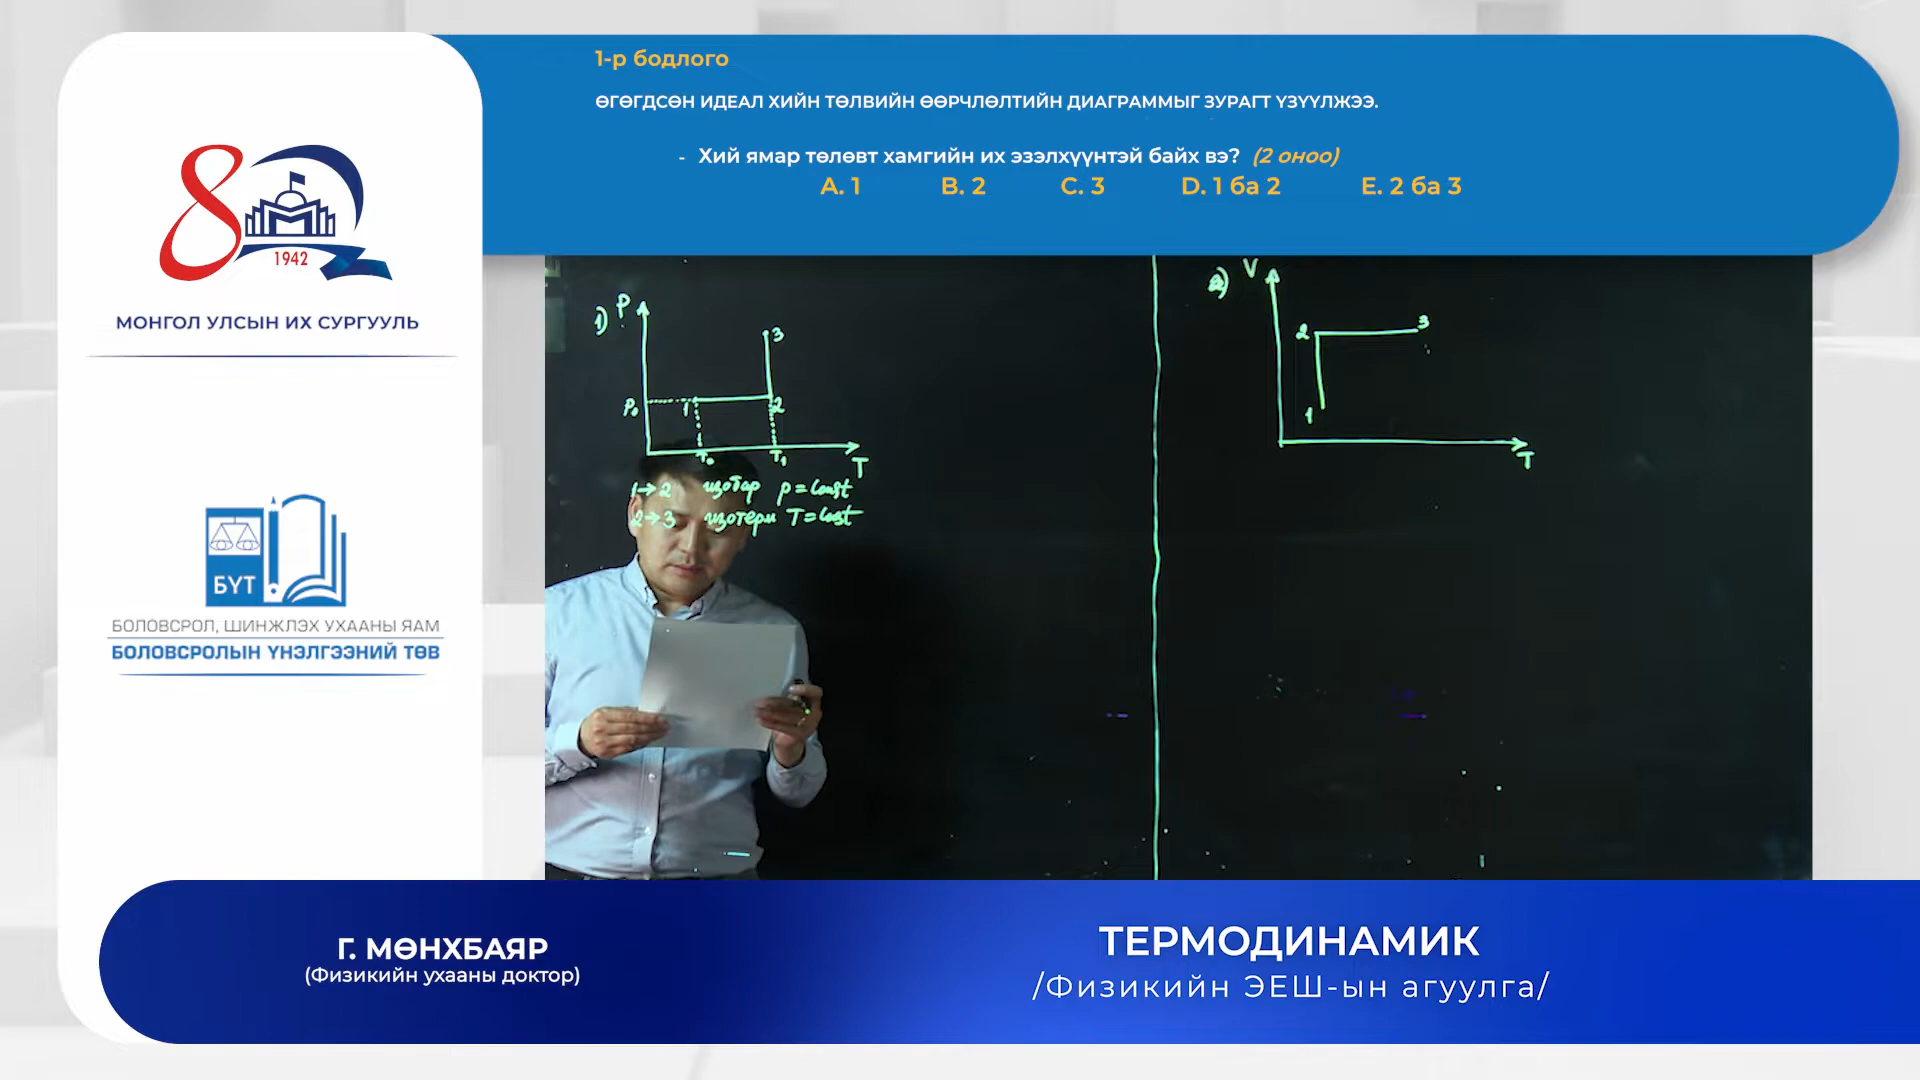 1-р бодлого
ӨГӨГДСӨН ИДЕАЛ ХИЙН ТӨЛВИЙН ӨӨРЧЛӨЛТИЙН ДИАГРАММЫГ ЗУРАГТ ҮЗҮҮЛЖЭЭ.
- Хий ямар төлөвт хамгийн их эзэлхүүнтэй байх вэ? (2 оноо)
A. 1 B. 2 C. 3 D. 1 ба 2 E. 2 ба 3
8
1942
МОНГОЛ УЛСЫН ИХ СУРГУУЛЬ
БҮТ
БОЛОВСРОЛ, ШИНЖЛЭХ УХААНЫ ЯАМ
БОЛОВСРОЛЫН ҮНЭЛГЭЭНИЙ ТӨВ
1) P
3
P₀ 1 2
T₀ T₁ T
1→2 изобар P=Const
2→3 изотерм T=Const
V
2 3
1
T
Г. МӨНХБАЯР
(Физикийн ухааны доктор)
ТЕРМОДИНАМИК
/Физикийн ЭЕШ-ын агуулга/